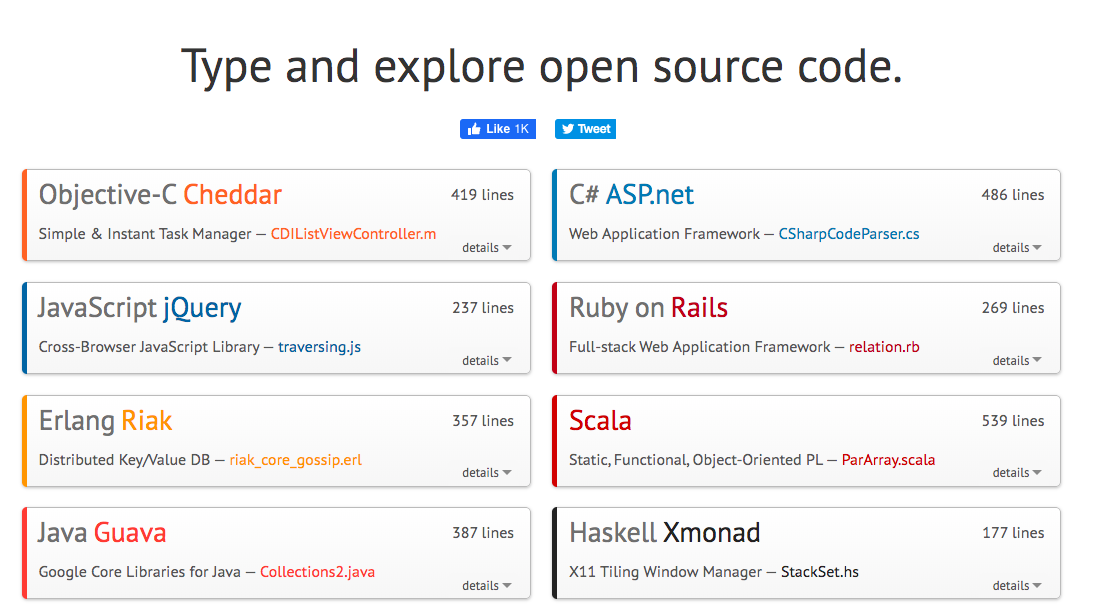 Type and explore open source code.
Like 1K
Tweet
Objective-C Cheddar 419 lines
Simple & Instant Task Manager — CDIListViewController.m
details
C# ASP.net 486 lines
Web Application Framework — CSharpCodeParser.cs
details
JavaScript jQuery 237 lines
Cross-Browser JavaScript Library — traversing.js
details
Ruby on Rails 269 lines
Full-stack Web Application Framework — relation.rb
details
Erlang Riak 357 lines
Distributed Key/Value DB — riak_core_gossip.erl
details
Scala 539 lines
Static, Functional, Object-Oriented PL — ParArray.scala
details
Java Guava 387 lines
Google Core Libraries for Java — Collections2.java
details
Haskell Xmonad 177 lines
X11 Tiling Window Manager — StackSet.hs
details